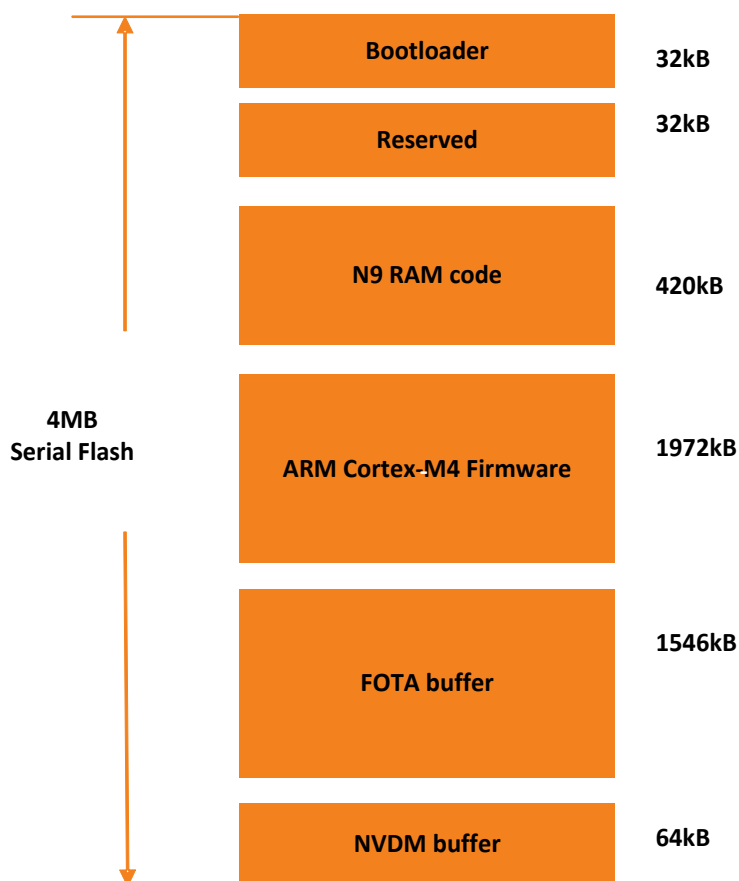 Bootloader
32kB
Reserved
32kB
N9 RAM code
420kB
4MB
Serial Flash
ARM Cortex-M4 Firmware
1972kB
FOTA buffer
1546kB
NVDM buffer
64kB